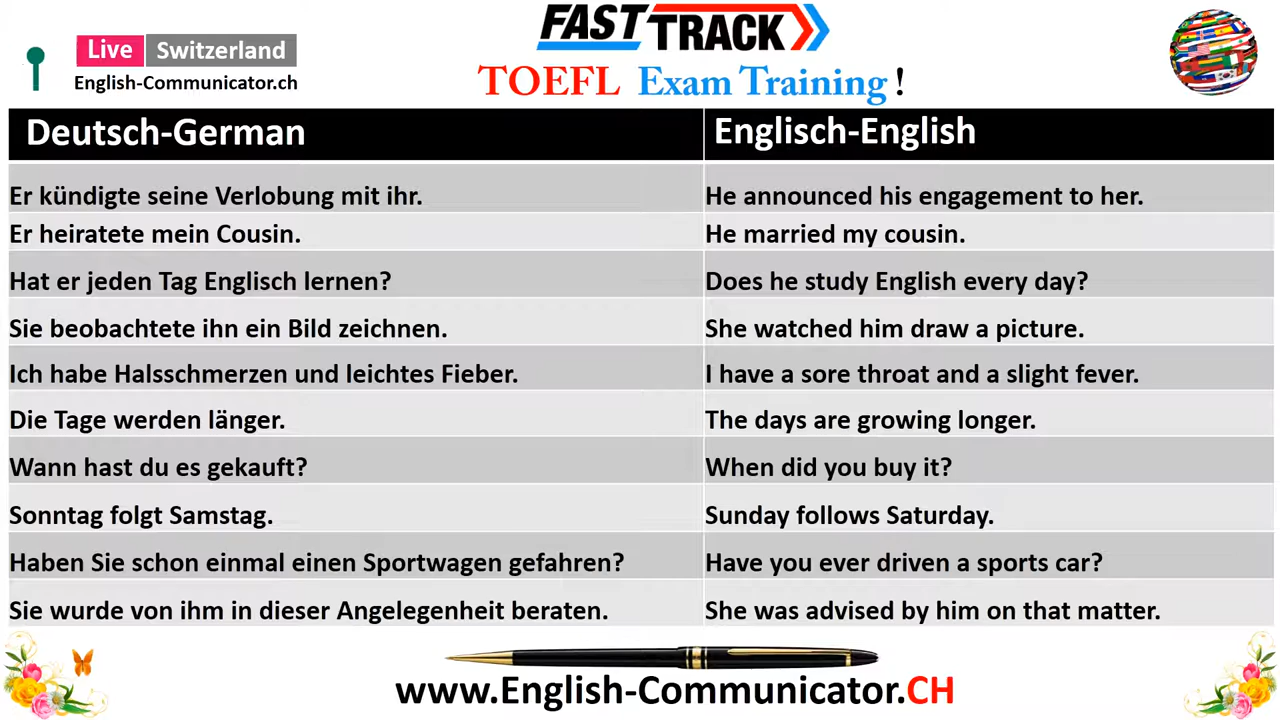 FAST TRACK
Live Switzerland
English-Communicator.ch
TOEFL Exam Training !
Deutsch-German Englisch-English
Er kündigte seine Verlobung mit ihr. He announced his engagement to her.
Er heiratete mein Cousin. He married my cousin.
Hat er jeden Tag Englisch lernen? Does he study English every day?
Sie beobachtete ihn ein Bild zeichnen. She watched him draw a picture.
Ich habe Halsschmerzen und leichtes Fieber. I have a sore throat and a slight fever.
Die Tage werden länger. The days are growing longer.
Wann hast du es gekauft? When did you buy it?
Sonntag folgt Samstag. Sunday follows Saturday.
Haben Sie schon einmal einen Sportwagen gefahren? Have you ever driven a sports car?
Sie wurde von ihm in dieser Angelegenheit beraten. She was advised by him on that matter.
www.English-Communicator.CH